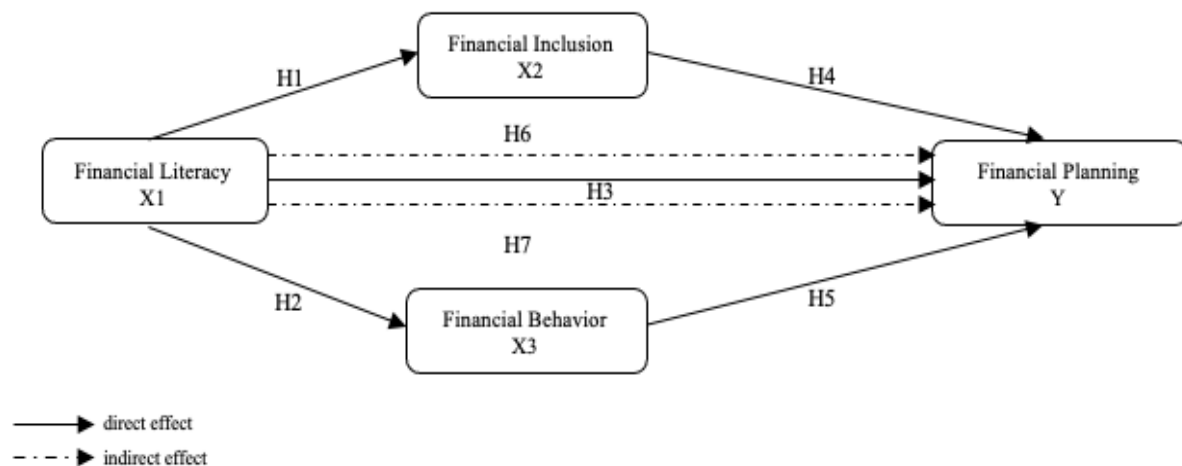 Financial Inclusion
X2
H1
H4
H6
Financial Literacy
X1
Financial Planning
Y
H3
H7
H2
H5
Financial Behavior
X3
direct effect
indirect effect